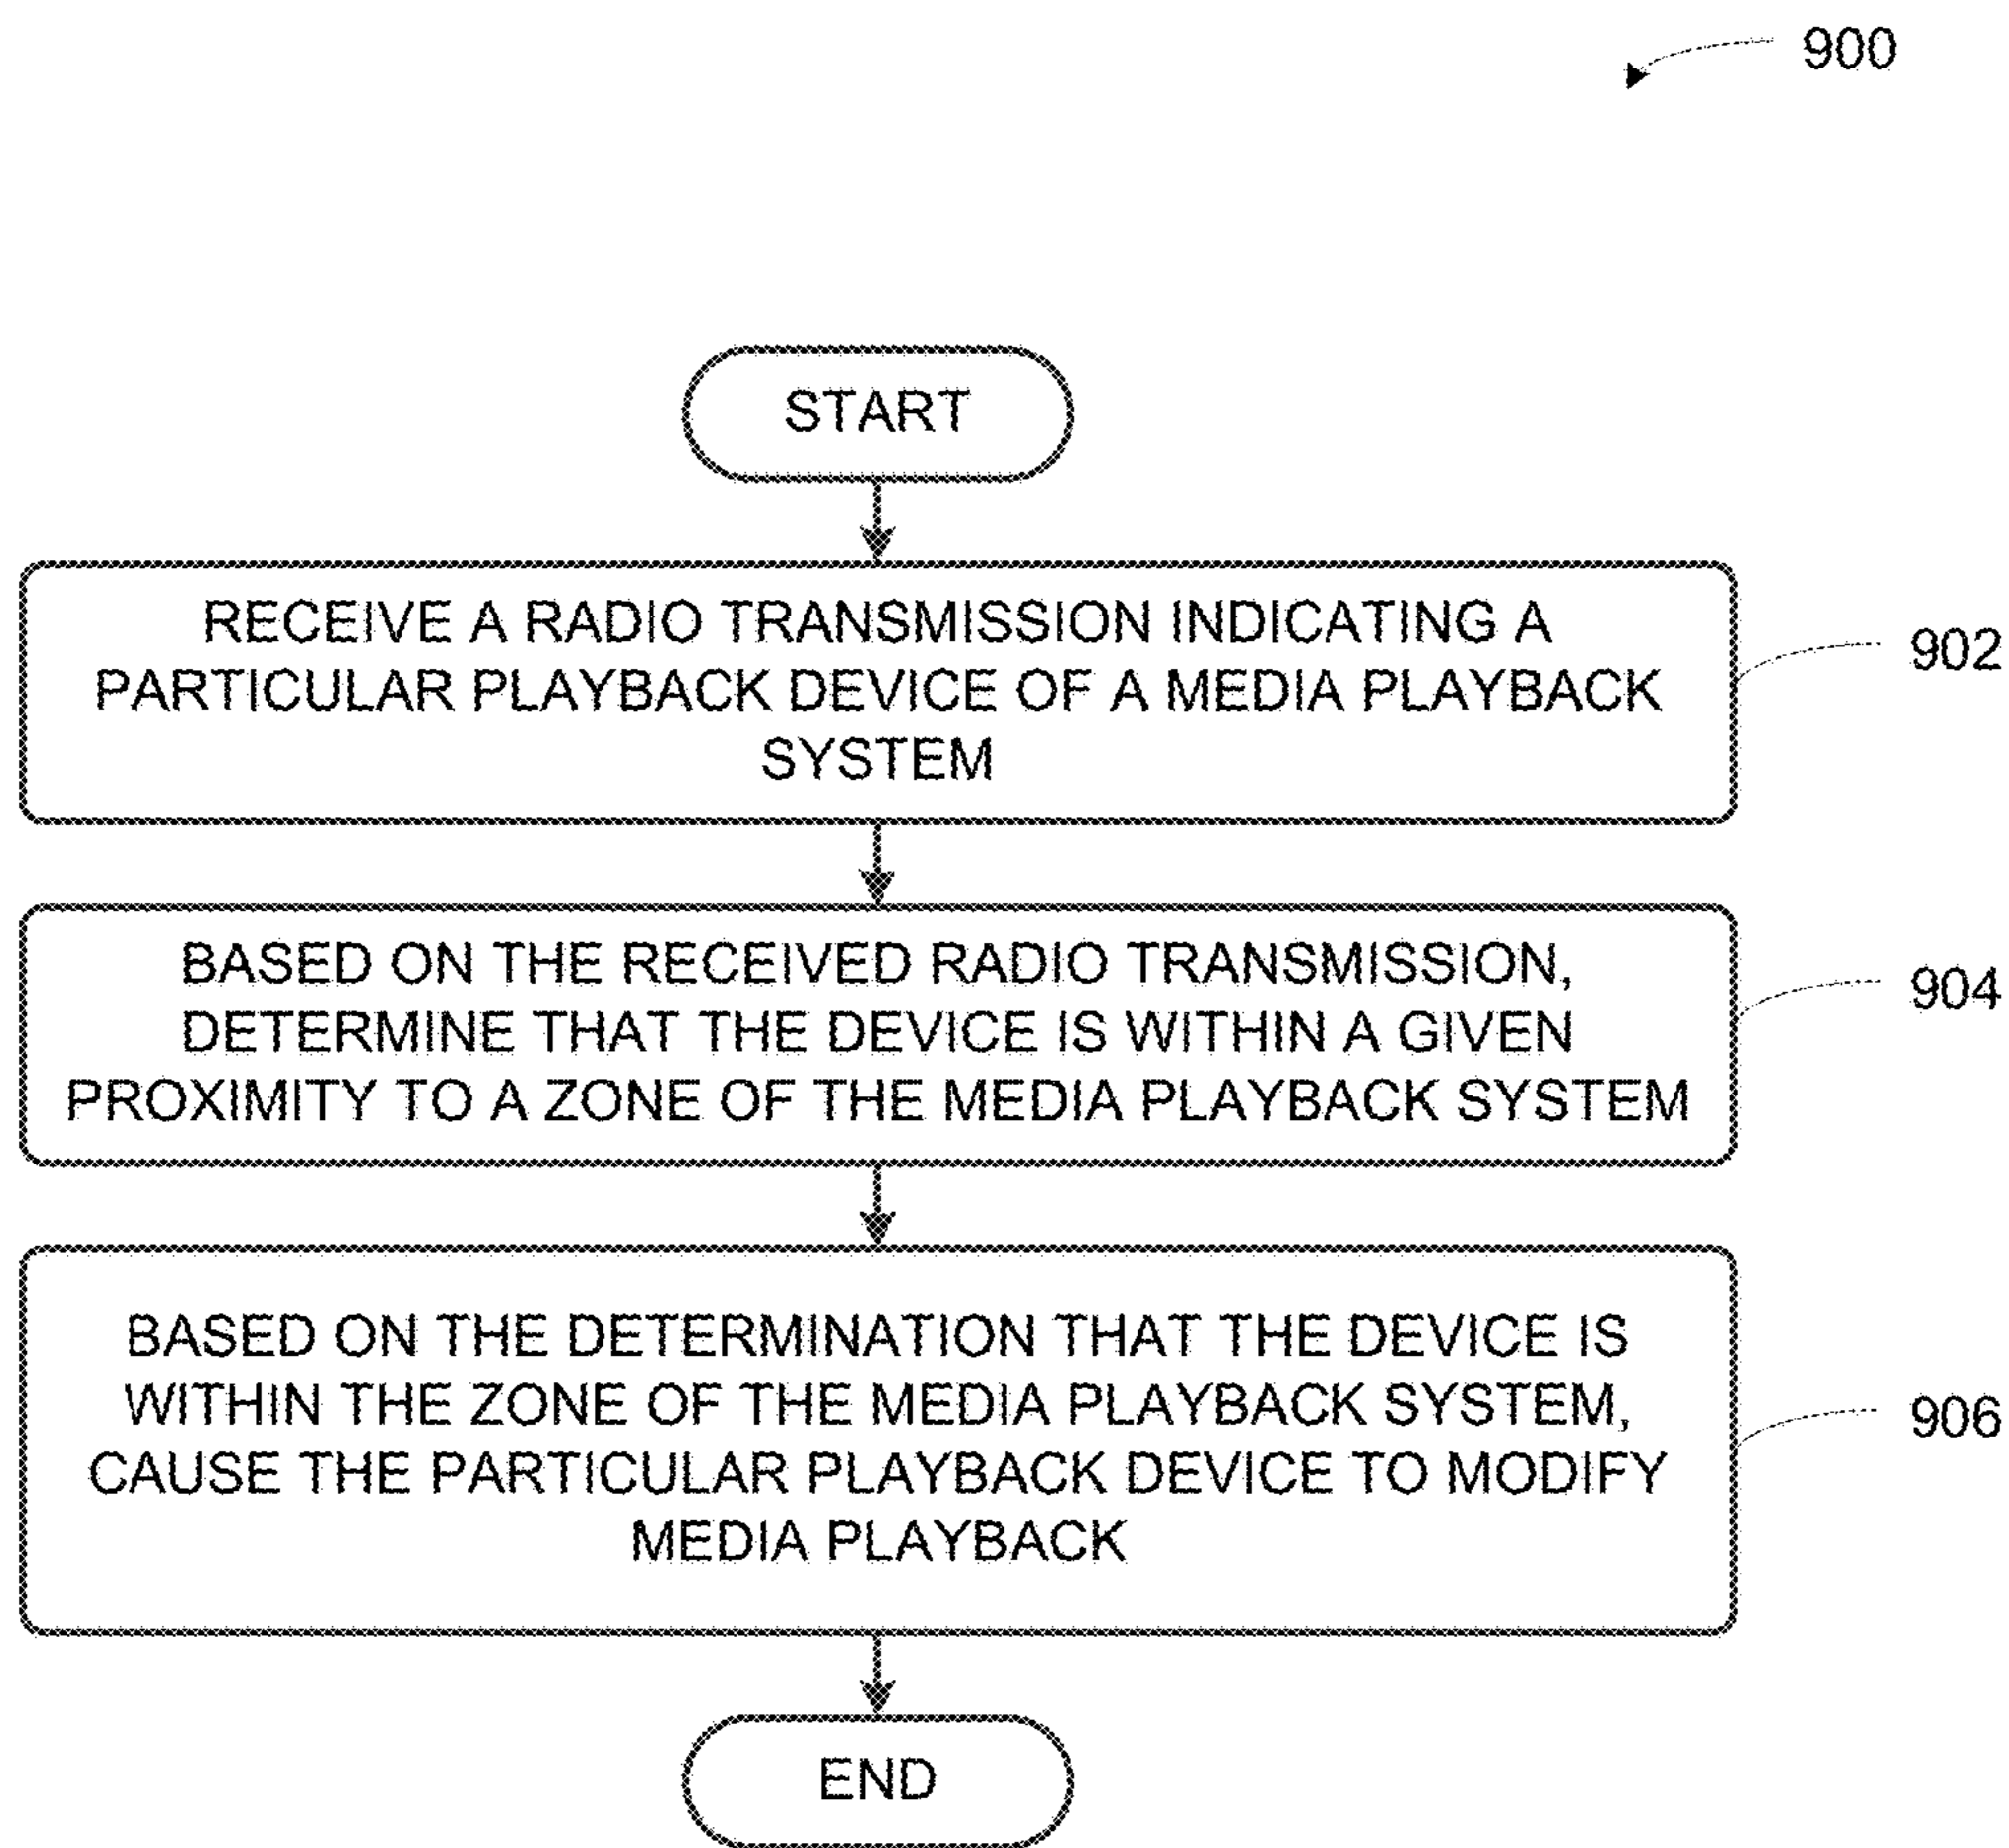 900
START
RECEIVE A RADIO TRANSMISSION INDICATING A
PARTICULAR PLAYBACK DEVICE OF A MEDIA PLAYBACK
SYSTEM
902
BASED ON THE RECEIVED RADIO TRANSMISSION,
DETERMINE THAT THE DEVICE IS WITHIN A GIVEN
PROXIMITY TO A ZONE OF THE MEDIA PLAYBACK SYSTEM
904
BASED ON THE DETERMINATION THAT THE DEVICE IS
WITHIN THE ZONE OF THE MEDIA PLAYBACK SYSTEM,
CAUSE THE PARTICULAR PLAYBACK DEVICE TO MODIFY
MEDIA PLAYBACK
906
END